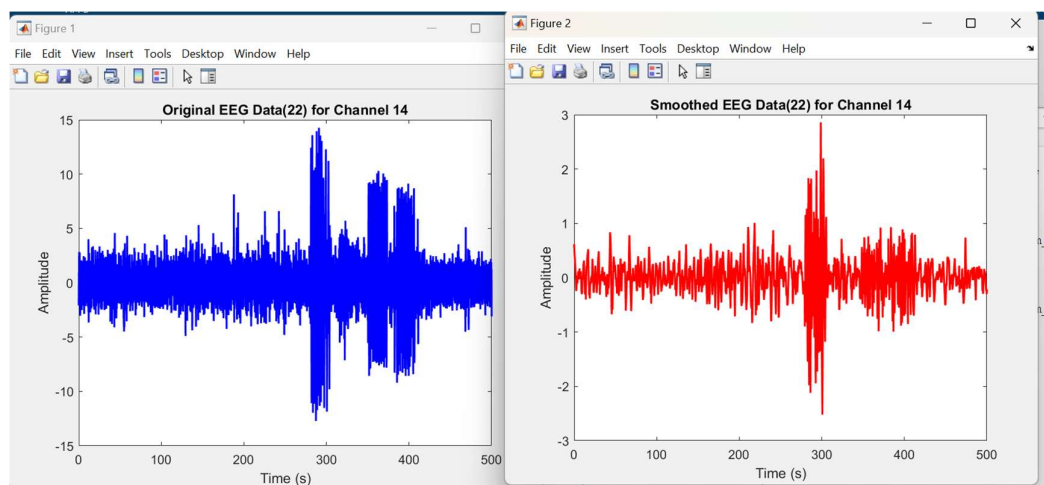 Figure 1
File Edit View Insert Tools Desktop Window Help
Original EEG Data(22) for Channel 14
15
10
5
0
-5
-10
-15
Amplitude
0 100 200 300 400 500
Time (s)
Figure 2
File Edit View Insert Tools Desktop Window Help
Smoothed EEG Data(22) for Channel 14
3
2
1
0
-1
-2
-3
Amplitude
0 100 200 300 400 500
Time (s)